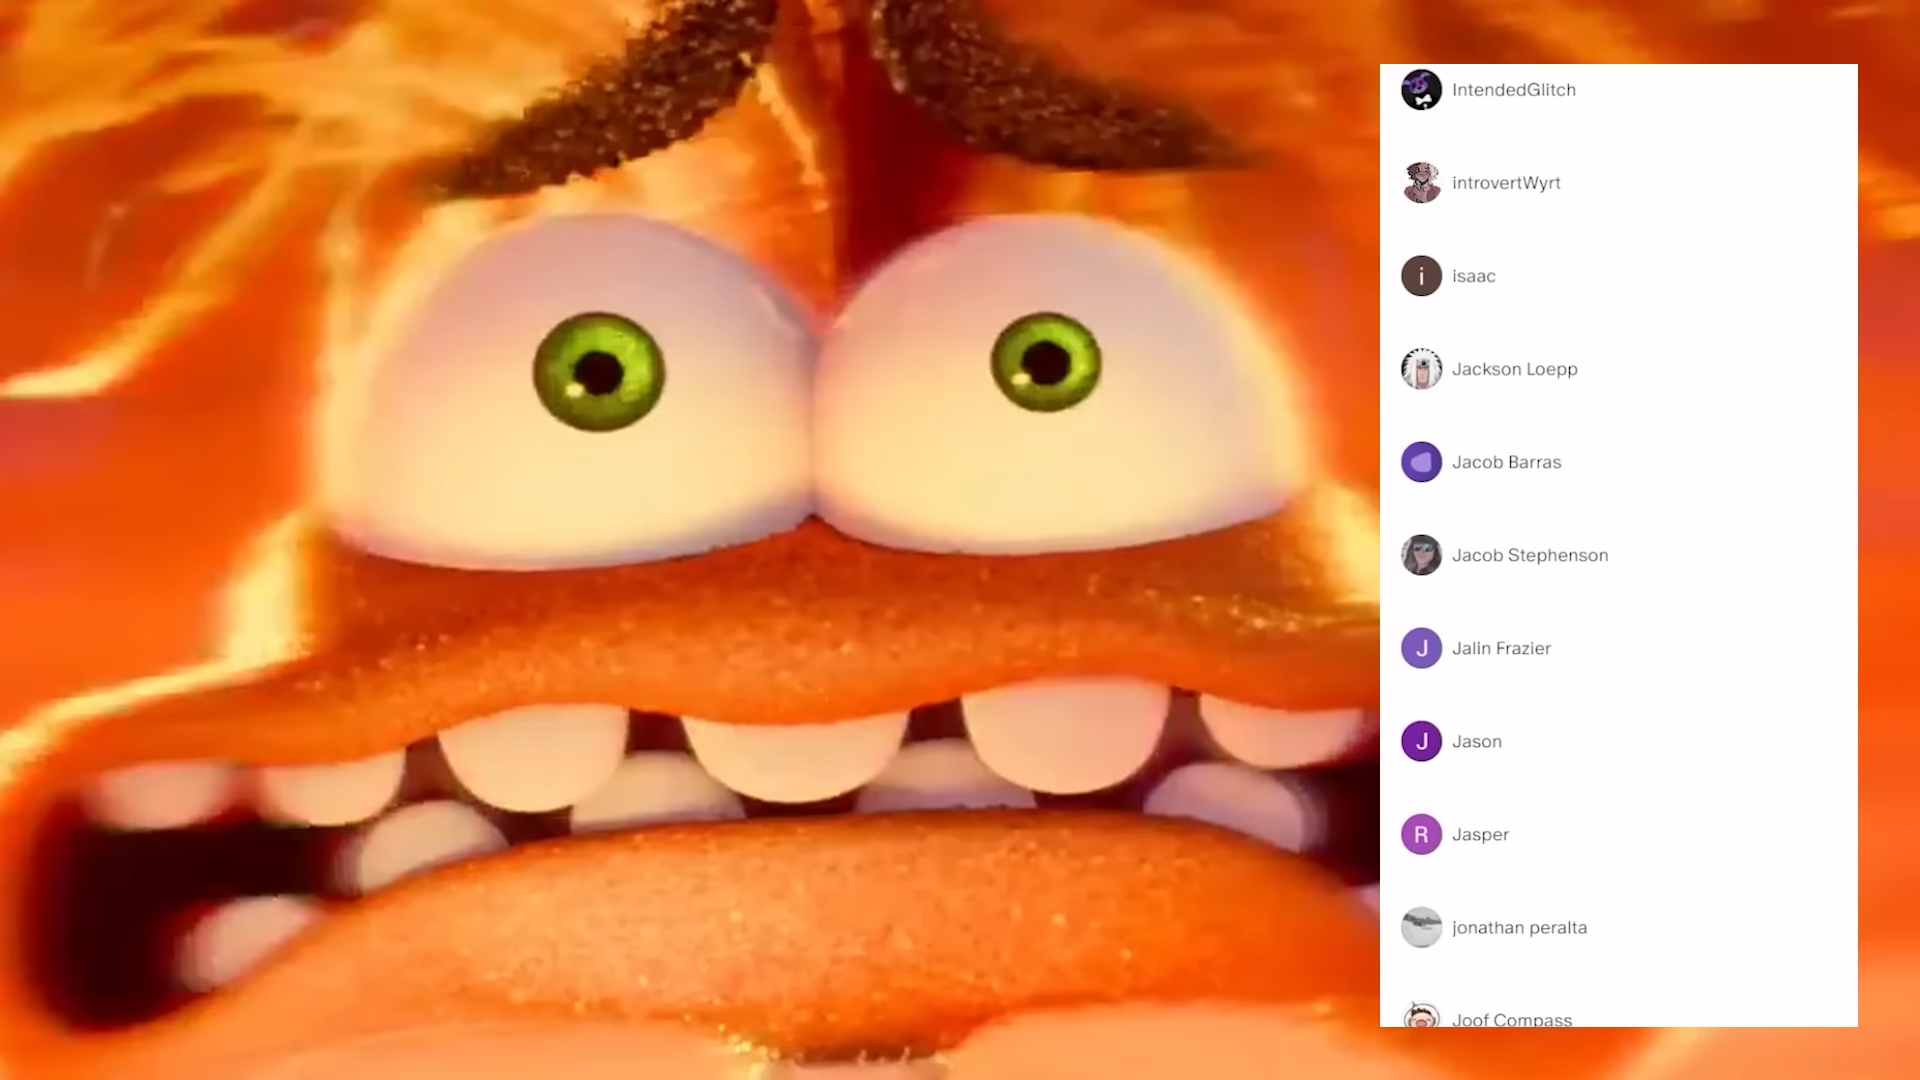 IntendedGlitch
introvertWyrt
i
isaac
Jackson Loepp
Jacob Barras
Jacob Stephenson
J
Jalin Frazier
J
Jason
R
Jasper
jonathan peralta
Joof Compass